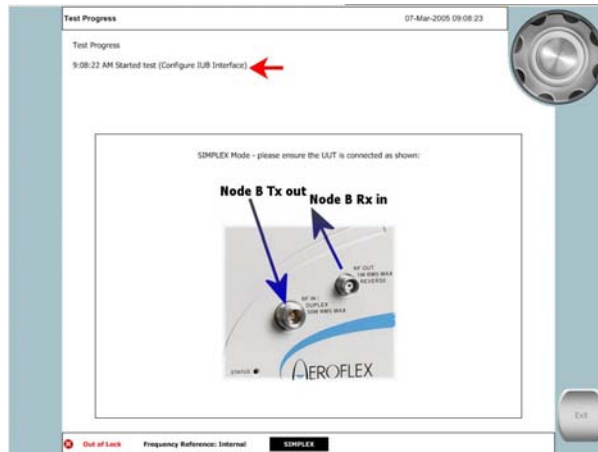 Test Progress 07-Mar-2005 09:08:23
Test Progress
9:08:22 AM Started test (Configure IUB Interface)
SIMPLEX Mode - please ensure the UUT is connected as shown:
Node B Tx out
Node B Rx in
RF OUT
1W RMS MAX
REVERSE
RF IN /
DUPLEX
50W RMS MAX
STATUS
AEROFLEX
Exit
Out of Lock Frequency Reference: Internal SIMPLEX